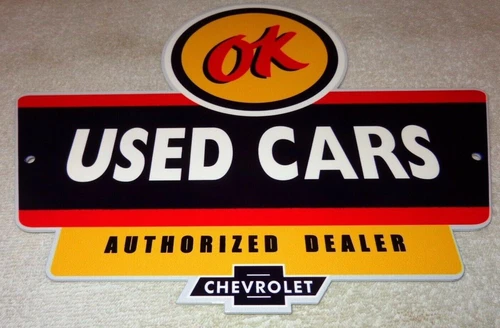 OK
USED CARS
AUTHORIZED DEALER
CHEVROLET